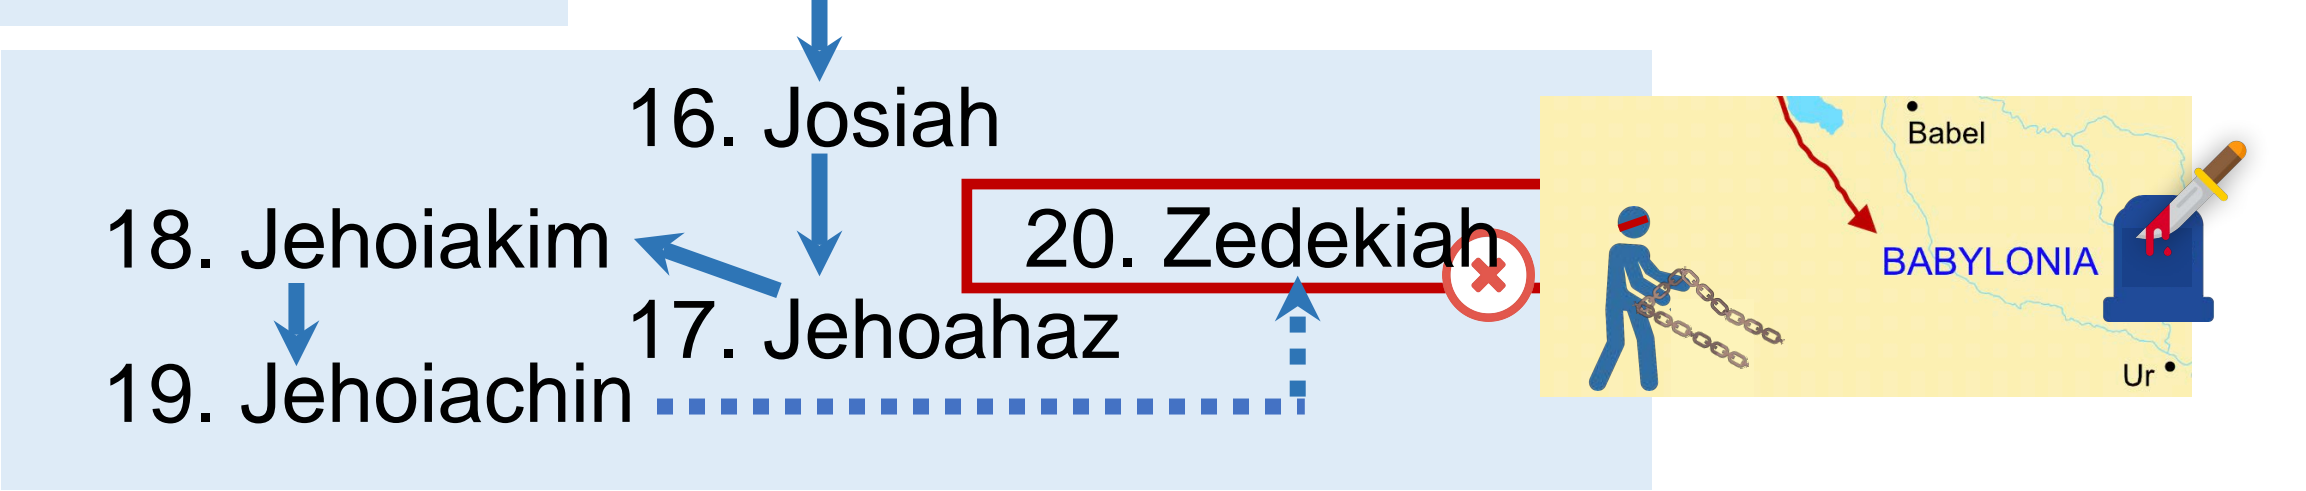 16. Josiah
18. Jehoiakim
20. Zedekiah
17. Jehoahaz
19. Jehoiachin
Babel
BABYLONIA
Ur